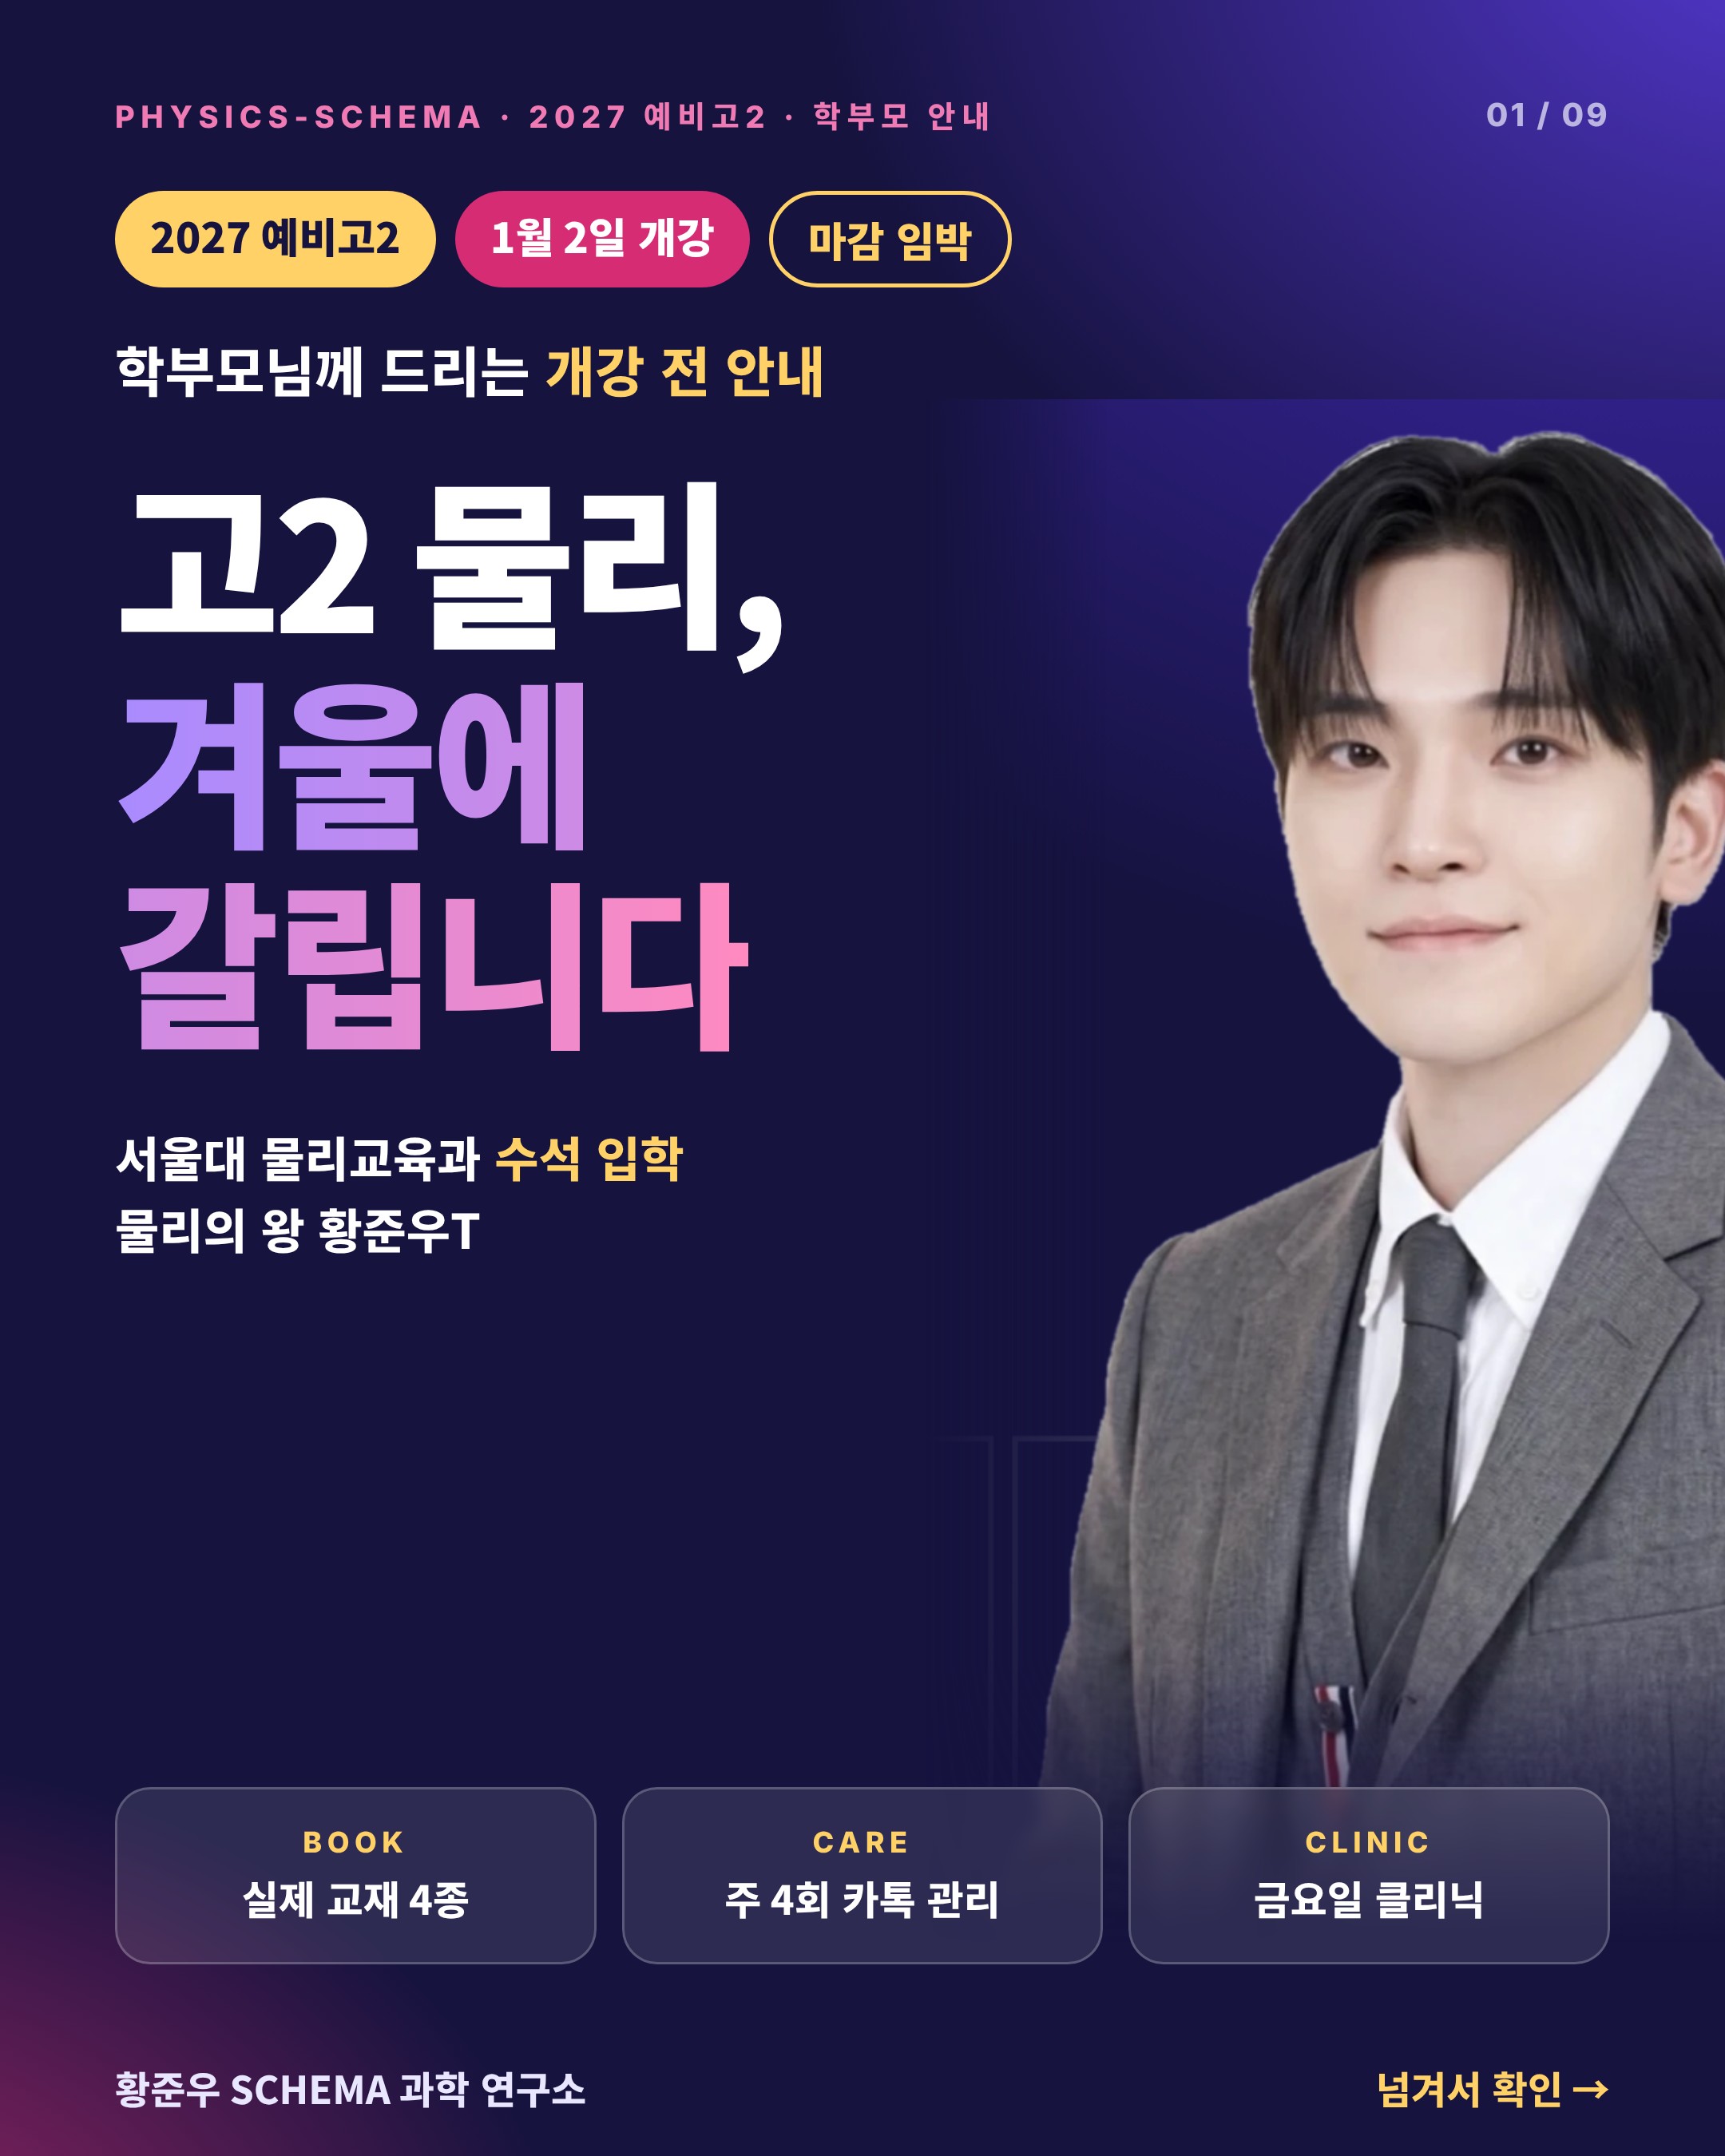 PHYSICS-SCHEMA · 2027 예비고2 · 학부모 안내
01 / 09
2027 예비고2
1월 2일 개강
마감 임박
학부모님께 드리는 개강 전 안내
고2 물리,
겨울에
갈립니다
서울대 물리교육과 수석 입학
물리의 왕 황준우T
BOOK
실제 교재 4종
CARE
주 4회 카톡 관리
CLINIC
금요일 클리닉
황준우 SCHEMA 과학 연구소
넘겨서 확인 →